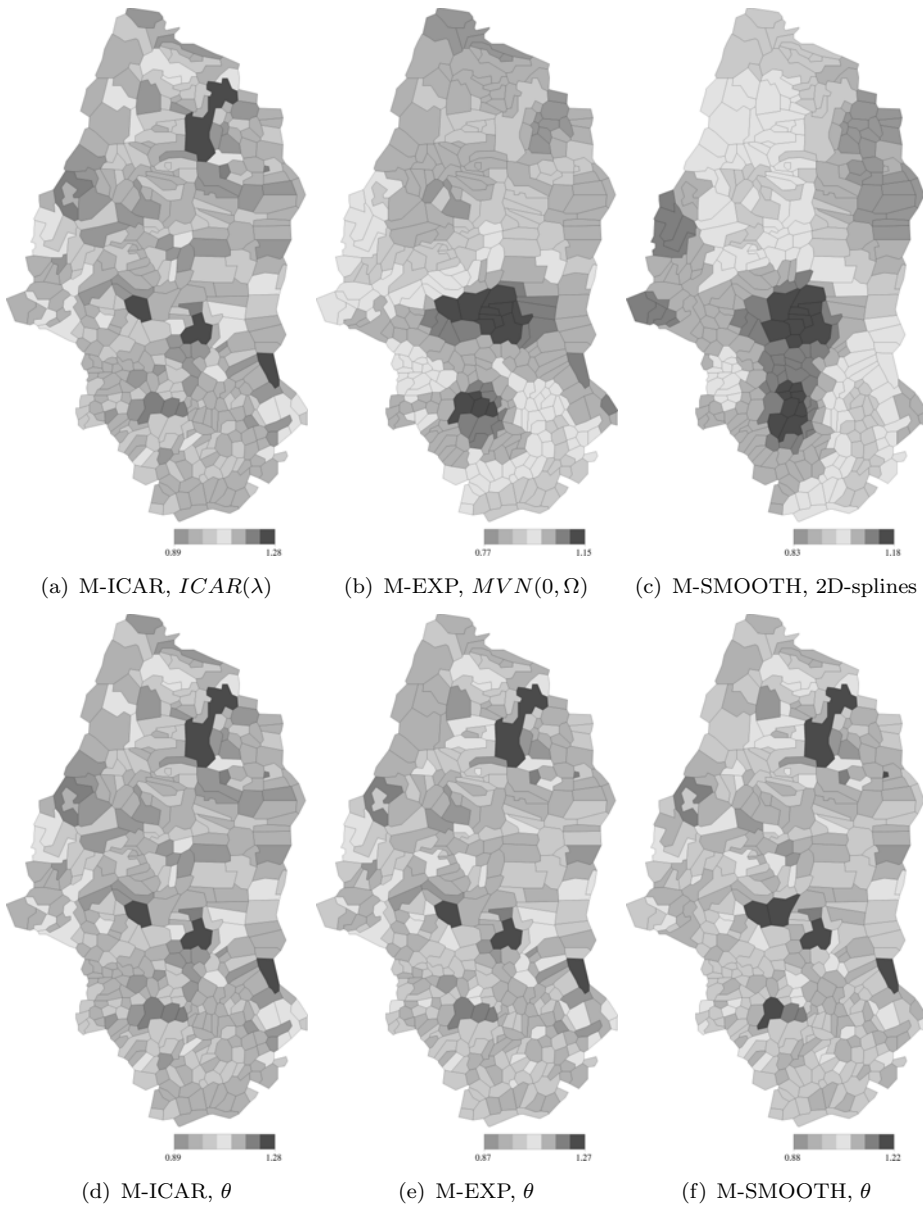 0.89 1.28 0.77 1.15 0.83 1.18
(a) M-ICAR, ICAR(λ) (b) M-EXP, MVN(0, Ω) (c) M-SMOOTH, 2D-splines
0.89 1.28 0.87 1.27 0.88 1.22
(d) M-ICAR, θ (e) M-EXP, θ (f) M-SMOOTH, θ